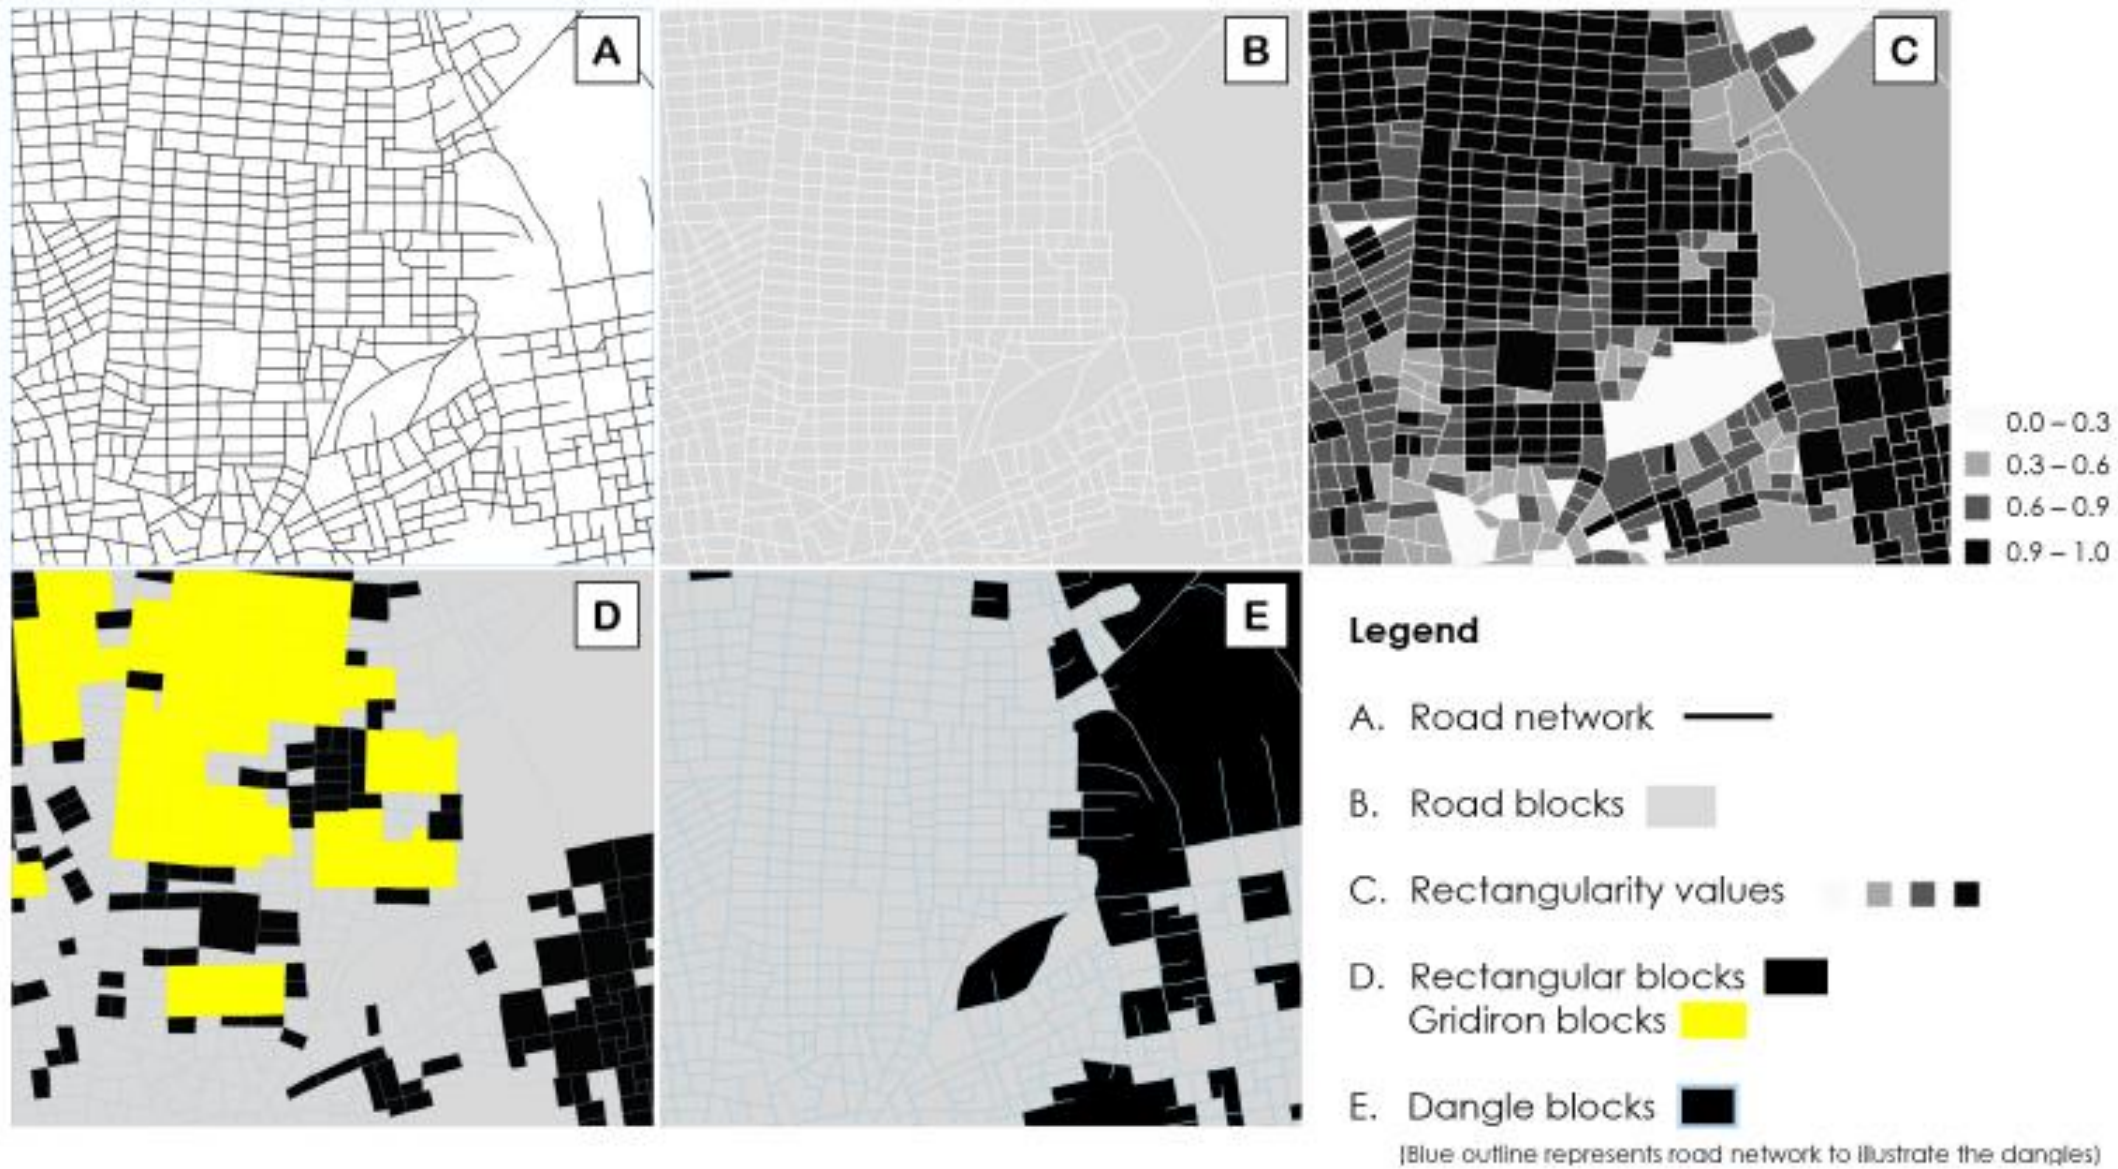 A
B
C
0.0 – 0.3
0.3 – 0.6
0.6 – 0.9
0.9 – 1.0
D
E
Legend
A. Road network
B. Road blocks
C. Rectangularity values
D. Rectangular blocks
Gridiron blocks
E. Dangle blocks
(Blue outline represents road network to illustrate the dangles)